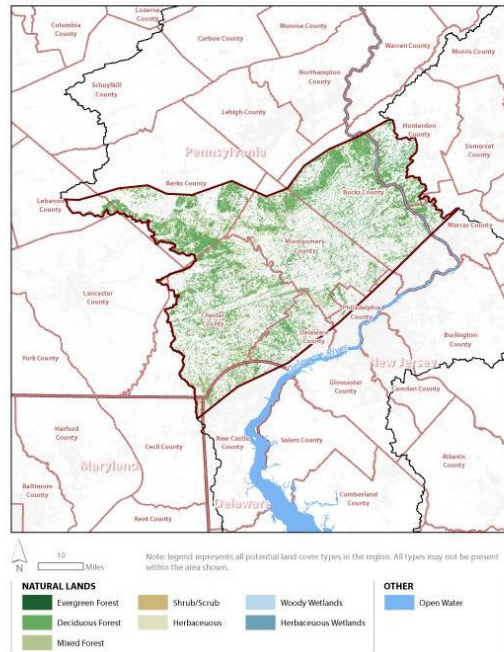 Luzerne
County
Columbia
County
Monroe County
Carbon County
Warren County
Morris County
Northampton
County
Schuylkill
County
Lehigh County
Hunterdon
County
Somerset
County
Pennsylvania
Berks County
Bucks County
Lebanon
County
Mercer County
Montgomery
County
Lancaster
County
Philadelphia
County
Chester
County
Delaware
County
Burlington
County
York County
New Jersey
Delaware River
Gloucester
County
Camden County
Harford
County
Cecil County
New Castle
County
Salem County
Atlantic
County
Maryland
Baltimore
County
Delaware
Cumberland
County
Kent County
N
10
Miles
Note: legend represents all potential land cover types in the region. All types may not be present
within the area shown.
NATURAL LANDS
OTHER
Evergreen Forest
Shrub/Scrub
Woody Wetlands
Open Water
Deciduous Forest
Herbaceous
Herbaceuous Wetlands
Mixed Forest